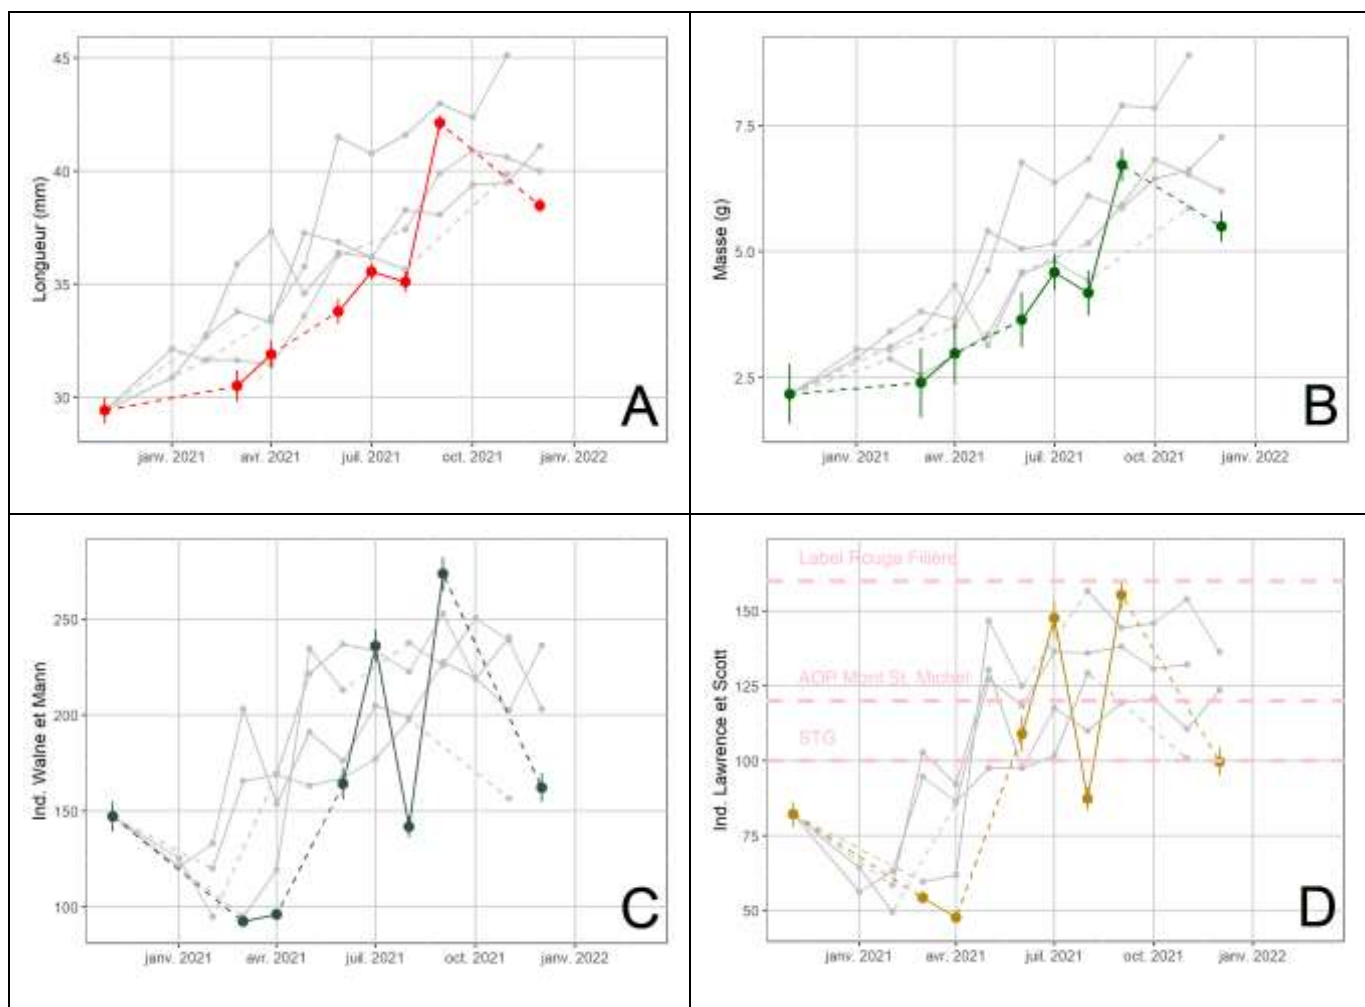 Longueur (mm)
45
40
35
30
janv. 2021 avr. 2021 juil. 2021 oct. 2021 janv. 2022
A
Masse (g)
7.5
5.0
2.5
janv. 2021 avr. 2021 juil. 2021 oct. 2021 janv. 2022
B
Ind. Walne et Mann
250
200
150
100
janv. 2021 avr. 2021 juil. 2021 oct. 2021 janv. 2022
C
Ind. Lawrence et Scott
Label Rouge Filière
150
125
AOP Mont St. Michel
STG
100
75
50
janv. 2021 avr. 2021 juil. 2021 oct. 2021 janv. 2022
D